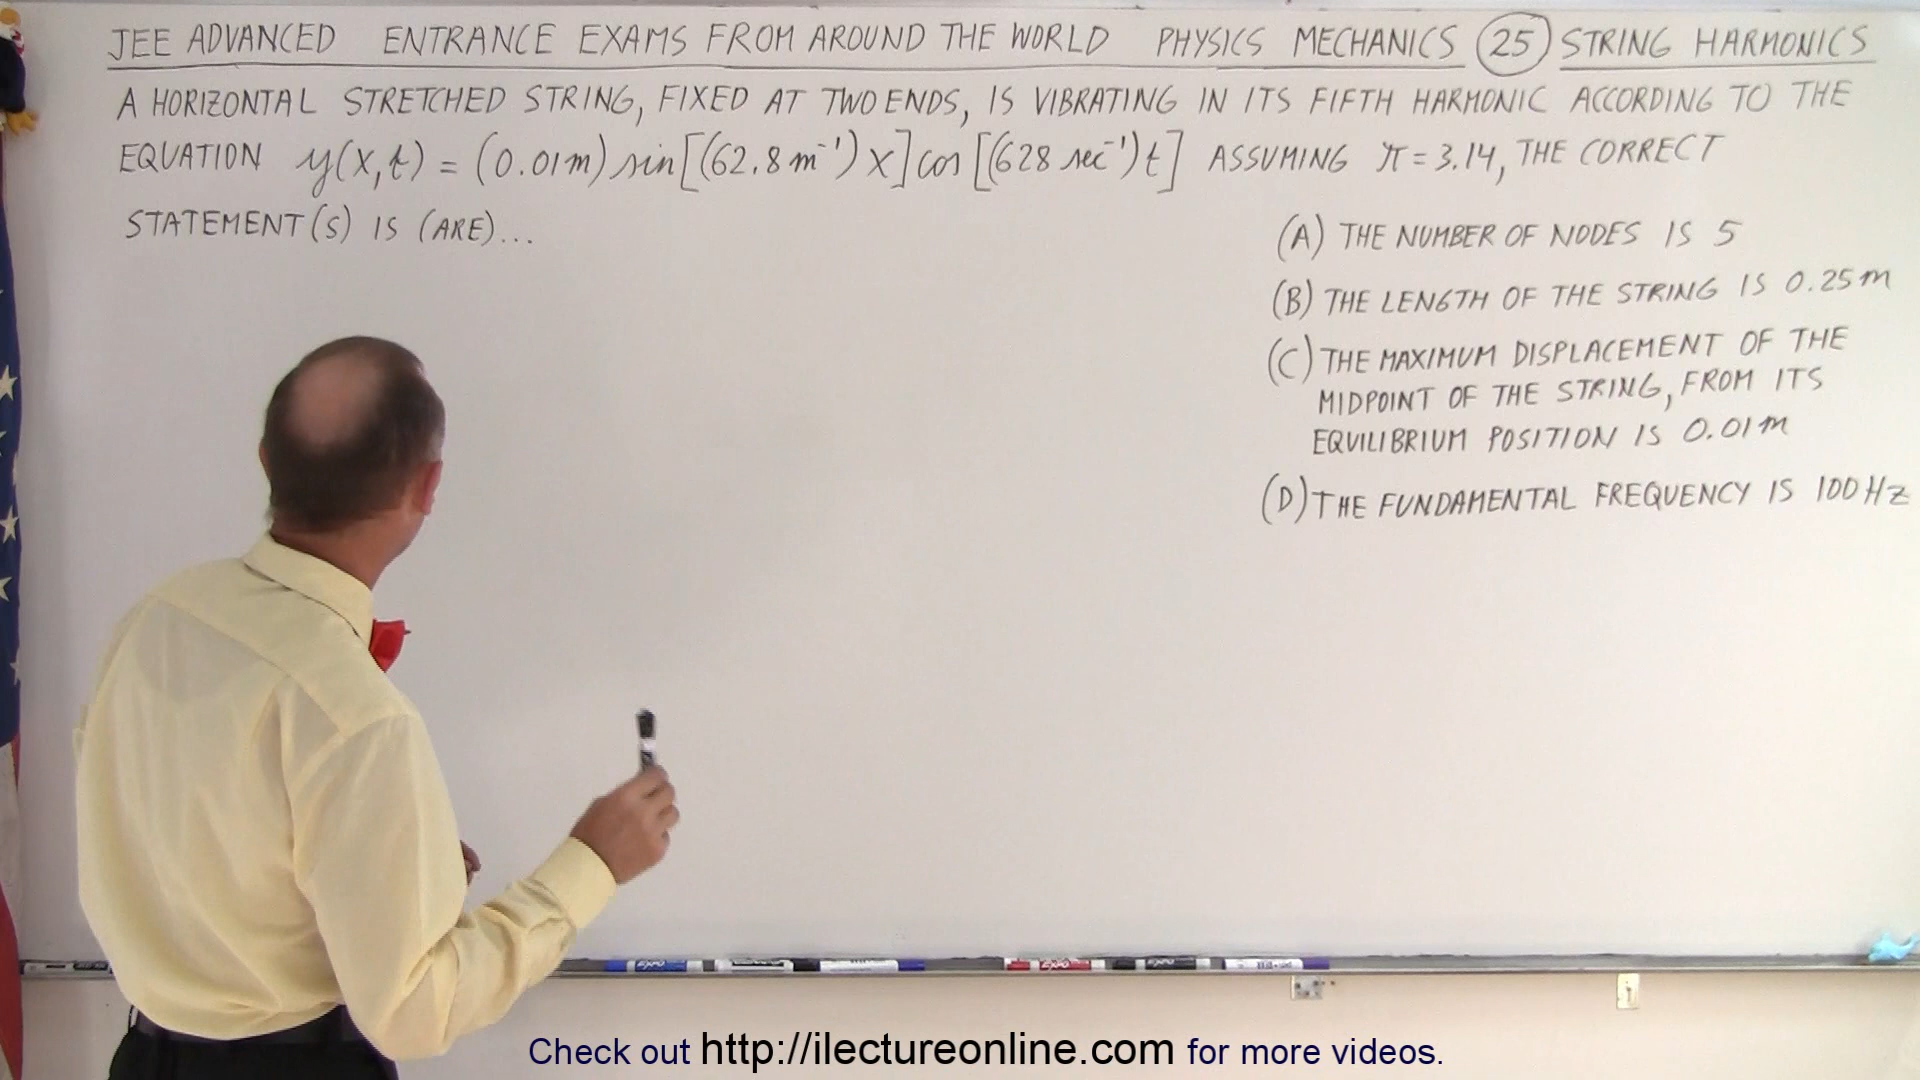 JEE ADVANCED ENTRANCE EXAMS FROM AROUND THE WORLD PHYSICS MECHANICS 25 STRING HARMONICS
A HORIZONTAL STRETCHED STRING, FIXED AT TWO ENDS, IS VIBRATING IN ITS FIFTH HARMONIC ACCORDING TO THE
EQUATION y(x,t) = (0.01m) sin[(62.8 m⁻¹) x] cos[(628 sec⁻¹) t] ASSUMING π = 3.14, THE CORRECT
STATEMENT(S) IS (ARE)...
(A) THE NUMBER OF NODES IS 5
(B) THE LENGTH OF THE STRING IS 0.25m
(C) THE MAXIMUM DISPLACEMENT OF THE
MIDPOINT OF THE STRING, FROM ITS
EQUILIBRIUM POSITION IS 0.01m
(D) THE FUNDAMENTAL FREQUENCY IS 100 Hz
Check out http://ilectureonline.com for more videos.